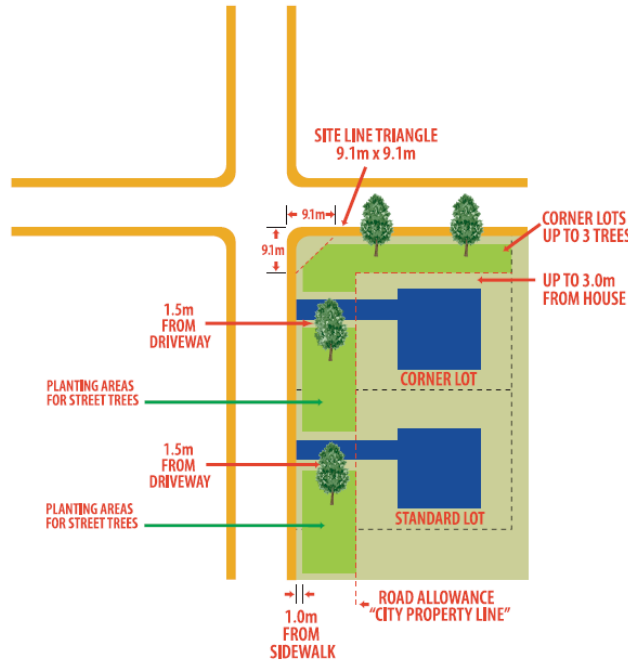 SITE LINE TRIANGLE
9.1m x 9.1m
9.1m
9.1m
CORNER LOTS
UP TO 3 TREES
UP TO 3.0m
FROM HOUSE
1.5m
FROM
DRIVEWAY
CORNER LOT
PLANTING AREAS
FOR STREET TREES
1.5m
FROM
DRIVEWAY
PLANTING AREAS
FOR STREET TREES
STANDARD LOT
1.0m
FROM
SIDEWALK
ROAD ALLOWANCE
"CITY PROPERTY LINE"